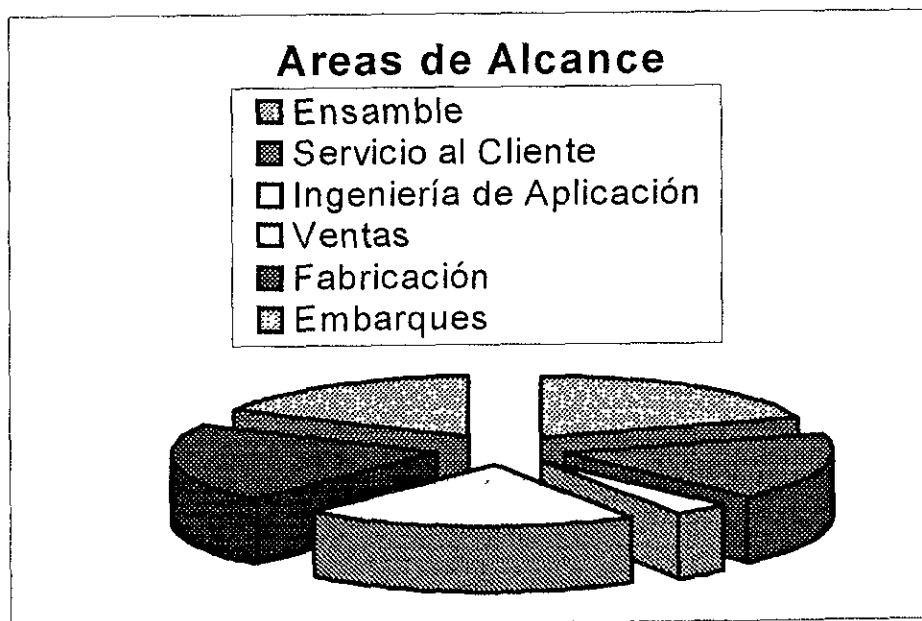 Areas de Alcance
Ensamble
Servicio al Cliente
Ingeniería de Aplicación
Ventas
Fabricación
Embarques